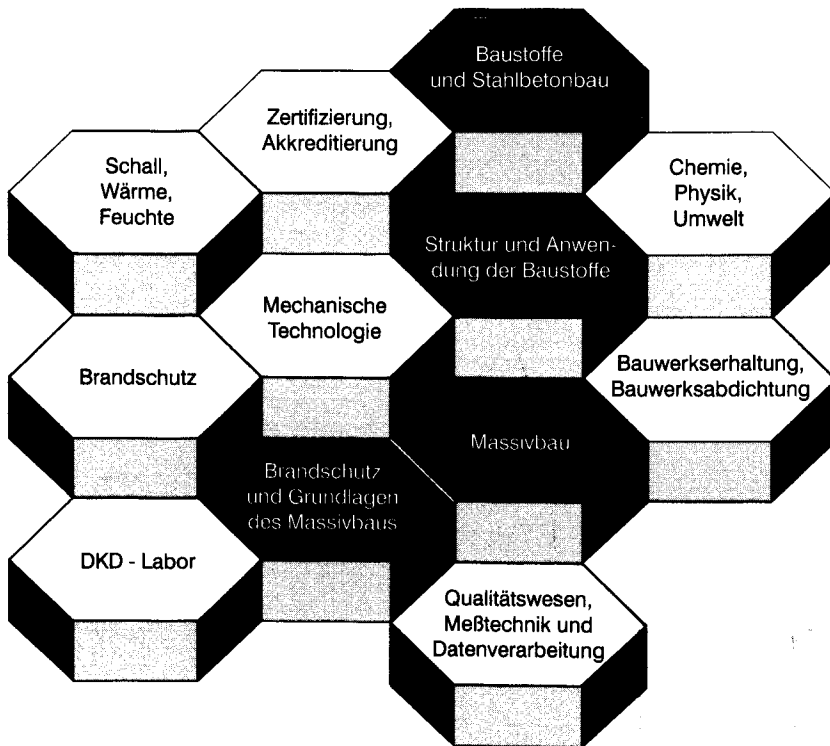 Baustoffe
und Stahlbetonbau
Zertifizierung,
Akkreditierung
Schall,
Wärme,
Feuchte
Chemie,
Physik,
Umwelt
Struktur und Anwen-
dung der Baustoffe
Mechanische
Technologie
Brandschutz
Bauwerkserhaltung,
Bauwerksabdichtung
Massivbau
Brandschutz
und Grundlagen
des Massivbaus
DKD - Labor
Qualitätswesen,
Meßtechnik und
Datenverarbeitung